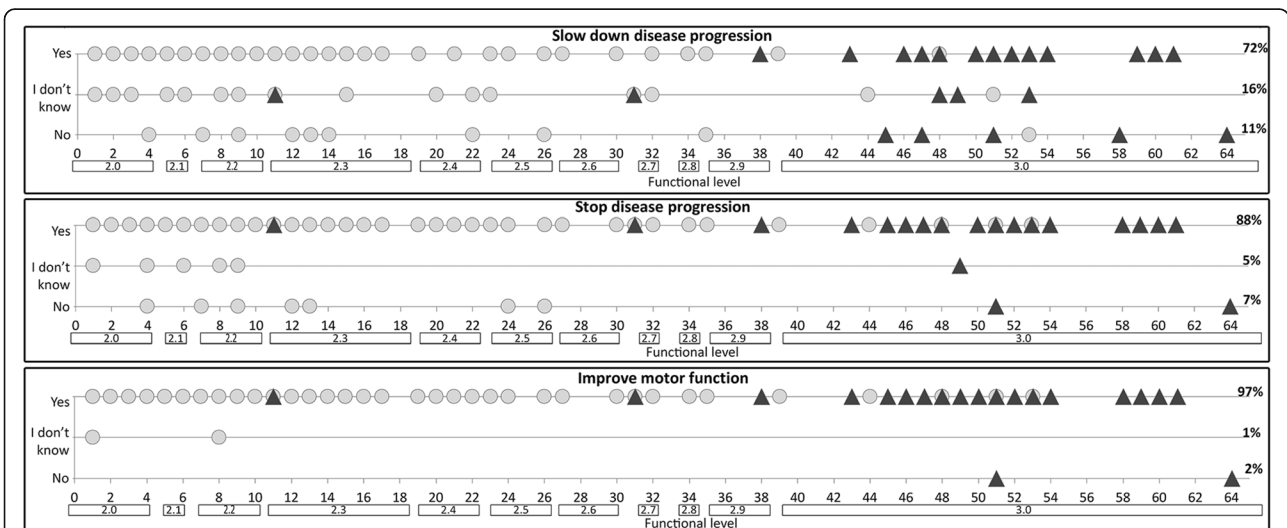 Slow down disease progression
Yes 72%
I don't know 16%
No 11%
0 2 4 6 8 10 12 14 16 18 20 22 24 26 28 30 32 34 36 38 40 42 44 46 48 50 52 54 56 58 60 62 64
2.0 2.1 2.2 2.3 2.4 2.5 2.6 2.7 2.8 2.9 3.0
Functional level
Stop disease progression
Yes 88%
I don't know 5%
No 7%
0 2 4 6 8 10 12 14 16 18 20 22 24 26 28 30 32 34 36 38 40 42 44 46 48 50 52 54 56 58 60 62 64
2.0 2.1 2.2 2.3 2.4 2.5 2.6 2.7 2.8 2.9 3.0
Functional level
Improve motor function
Yes 97%
I don't know 1%
No 2%
0 2 4 6 8 10 12 14 16 18 20 22 24 26 28 30 32 34 36 38 40 42 44 46 48 50 52 54 56 58 60 62 64
2.0 2.1 2.2 2.3 2.4 2.5 2.6 2.7 2.8 2.9 3.0
Functional level